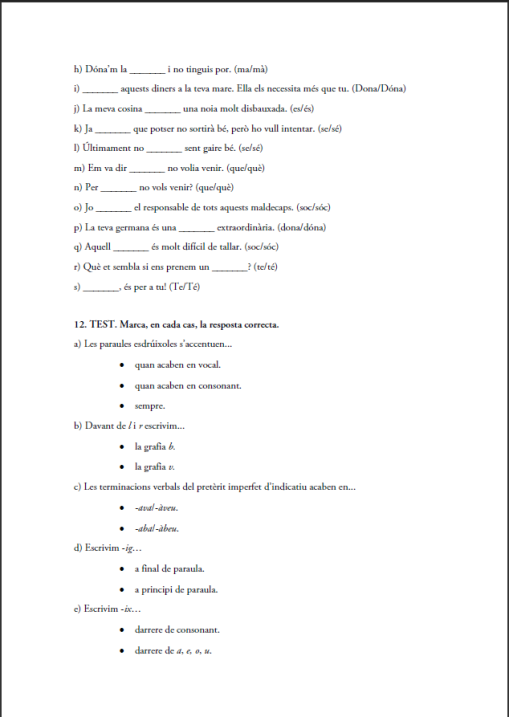 h) Dóna'm la _______ i no tinguis por. (ma/mà)
i) _______ aquests diners a la teva mare. Ella els necessita més que tu. (Dona/Dóna)
j) La meva cosina _______ una noia molt disbauxada. (es/és)
k) Ja _______ que potser no sortirà bé, però ho vull intentar. (se/sé)
l) Últimament no _______ sent gaire bé. (se/sé)
m) Em va dir _______ no volia venir. (que/què)
n) Per _______ no vols venir? (que/què)
o) Jo _______ el responsable de tots aquests maldecaps. (soc/sóc)
p) La teva germana és una _______ extraordinària. (dona/dóna)
q) Aquell _______ és molt difícil de tallar. (soc/sóc)
r) Què et sembla si ens prenem un _______? (te/té)
s) _______, és per a tu! (Te/Té)
12. TEST. Marca, en cada cas, la resposta correcta.
a) Les paraules esdrúixoles s'accentuen...
• quan acaben en vocal.
• quan acaben en consonant.
• sempre.
b) Davant de l i r escrivim...
• la grafia b.
• la grafia v.
c) Les terminacions verbals del pretèrit imperfet d'indicatiu acaben en...
• -ava/-àveu.
• -aba/-àbeu.
d) Escrivim -ig...
• a final de paraula.
• a principi de paraula.
e) Escrivim -ix...
• darrere de consonant.
• darrere de a, e, o, u.